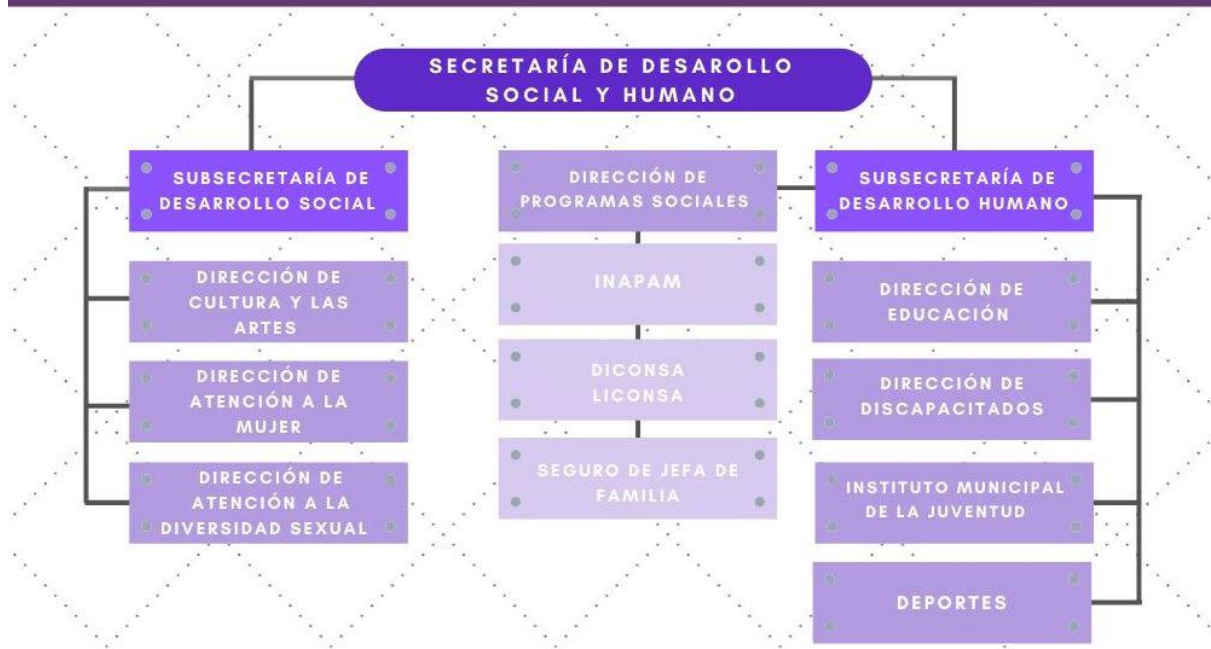 SECRETARÍA DE DESAROLLO
SOCIAL Y HUMANO
SUBSECRETARÍA DE
DESARROLLO SOCIAL
DIRECCIÓN DE
CULTURA Y LAS
ARTES
DIRECCIÓN DE
ATENCIÓN A LA
MUJER
DIRECCIÓN DE
ATENCIÓN A LA
DIVERSIDAD SEXUAL
DIRECCIÓN DE
PROGRAMAS SOCIALES
INAPAM
DICONSA
LICONSA
SEGURO DE JEFA DE
FAMILIA
SUBSECRETARÍA DE
DESARROLLO HUMANO
DIRECCIÓN DE
EDUCACIÓN
DIRECCIÓN DE
DISCAPACITADOS
INSTITUTO MUNICIPAL
DE LA JUVENTUD
DEPORTES